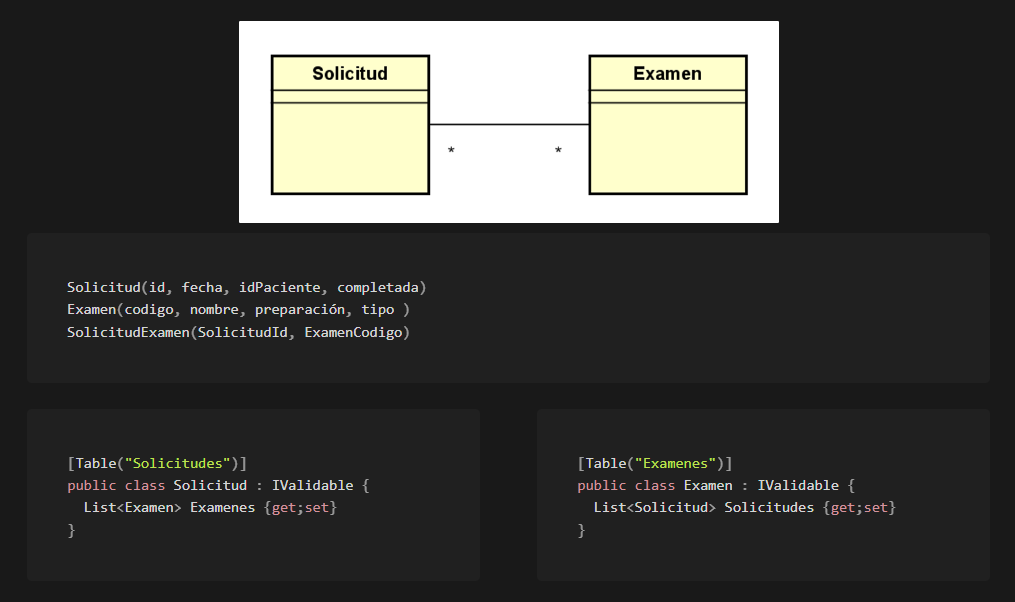 Solicitud
Examen
*
*
Solicitud(id, fecha, idPaciente, completada)
Examen(codigo, nombre, preparación, tipo )
SolicitudExamen(SolicitudId, ExamenCodigo)
[Table("Solicitudes")]
public class Solicitud : IValidable {
  List<Examen> Examenes {get;set}
}
[Table("Examenes")]
public class Examen : IValidable {
  List<Solicitud> Solicitudes {get;set}
}